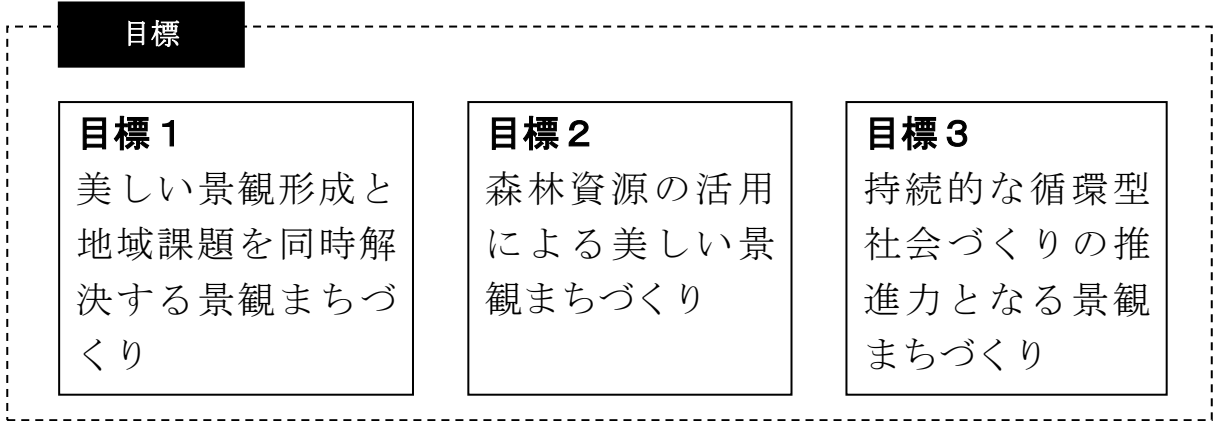 目標
目標１
美しい景観形成と
地域課題を同時解
決する景観まちづ
くり
目標２
森林資源の活用
による美しい景
観まちづくり
目標３
持続的な循環型
社会づくりの推
進力となる景観
まちづくり